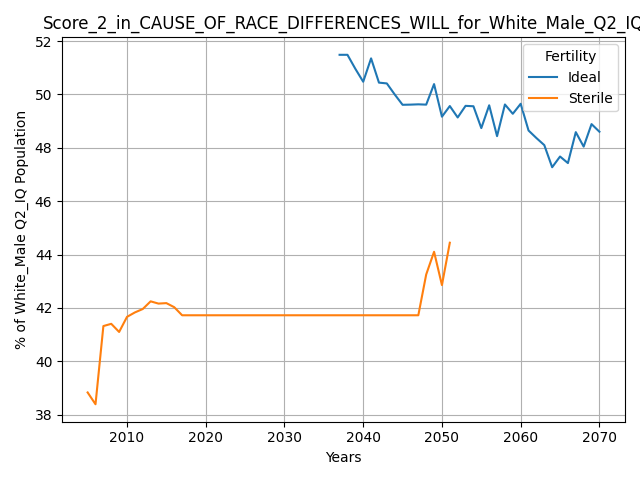 Score_2_in_CAUSE_OF_RACE_DIFFERENCES_WILL_for_White_Male_Q2_IQ
52
50
48
46
44
42
40
38
% of White_Male Q2_IQ Population
Fertility
Ideal
Sterile
2010 2020 2030 2040 2050 2060 2070
Years